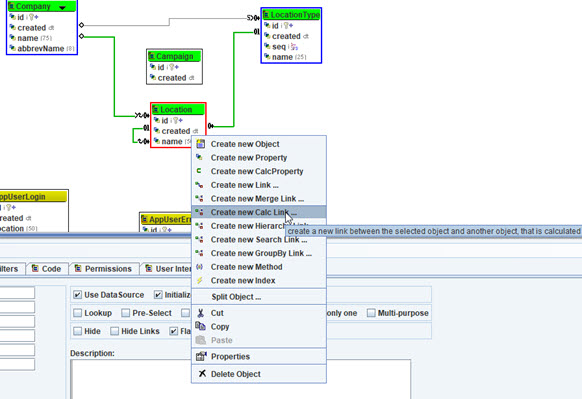 Company
id
created dt
name (75)
abbrevName (8)
LocationType
id
created dt
seq
name (25)
Campaign
id
created dt
Location
id
created dt
name (50
AppUserLogin
created dt
ocation (50)
AppUserErr
Create new Object
Create new Property
Create new CalcProperty
Create new Link ...
Create new Merge Link ...
Create new Calc Link ...
create a new link between the selected object and another object, that is calculated
Create new Hierarchy Link
Create new Search Link ...
Create new GroupBy Link ...
Create new Method
Create new Index
Split Object ...
Cut
Copy
Paste
Properties
Delete Object
ilters Code Permissions User Inter
Use DataSource Initializ
Lookup Pre-Select only one Multi-purpose
Hide Hide Links Fla
Description: